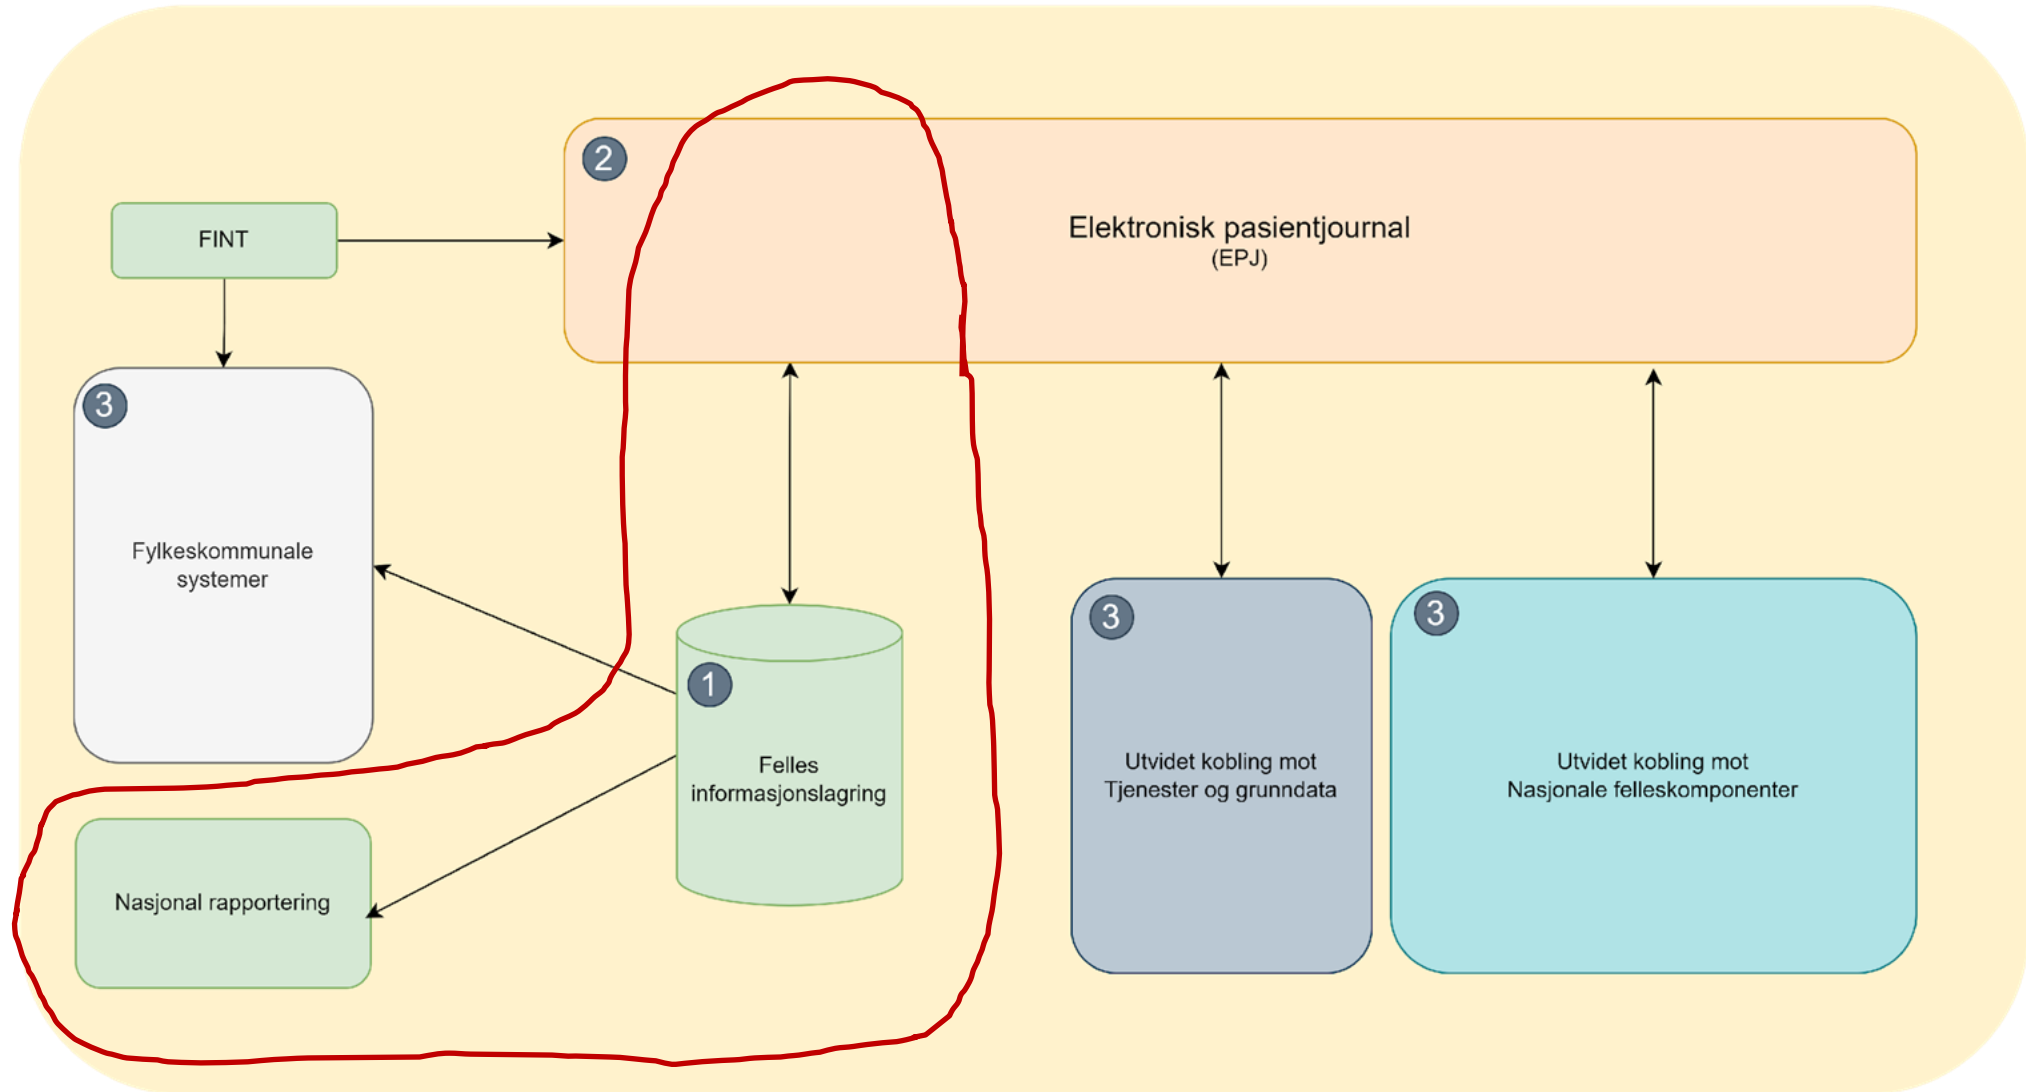 2
Elektronisk pasientjournal
(EPJ)
FINT
3
Fylkeskommunale
systemer
1
Felles
informasjonslagring
Nasjonal rapportering
3
Utvidet kobling mot
Tjenester og grunndata
3
Utvidet kobling mot
Nasjonale felleskomponenter